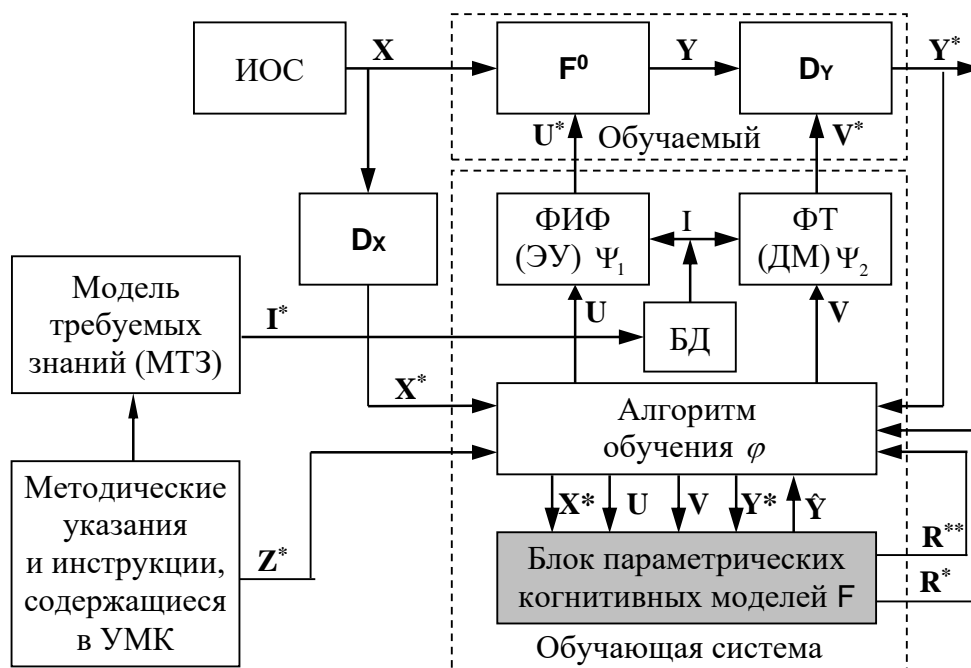 ИОС
X
F⁰
Y
Dʏ
Y*
U*
Обучаемый
V*
Dx
ФИФ
(ЭУ) Ψ₁
I
ФТ
(ДМ) Ψ₂
Модель
требуемых
знаний (МТЗ)
I*
U
БД
V
X*
Алгоритм
обучения φ
Методические
указания
и инструкции,
содержащиеся
в УМК
Z*
X* U V Y* Ŷ
Блок параметрических
когнитивных моделей F
R**
R*
Обучающая система